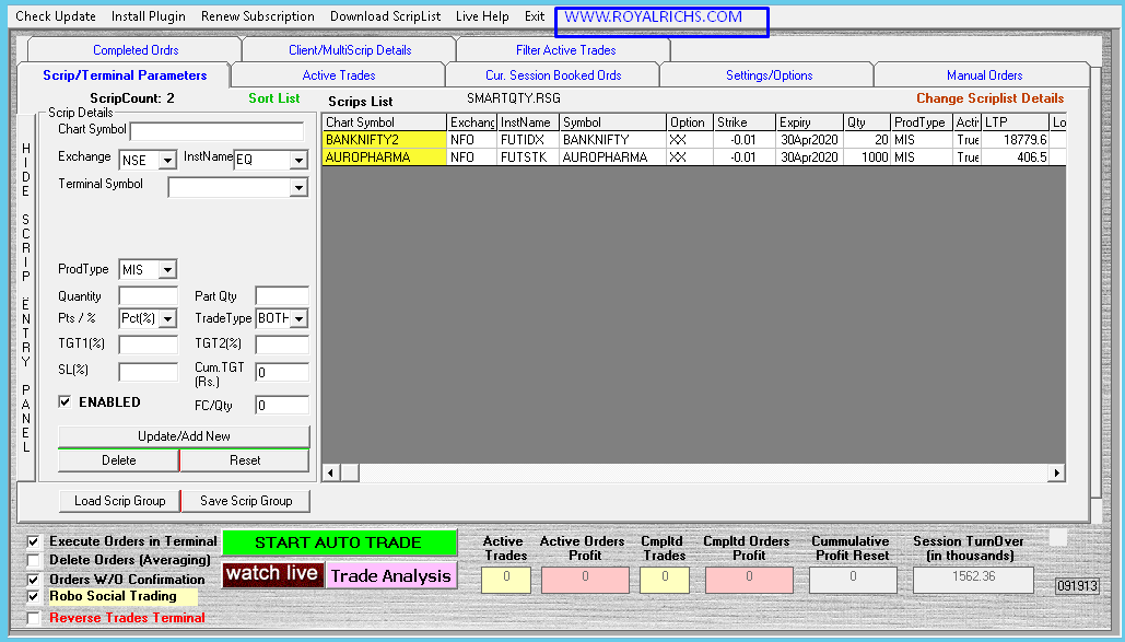 Check Update Install Plugin Renew Subscription Download ScripList Live Help Exit WWW.ROYALRICHS.COM
Completed Ordrs Client/MultiScrip Details Filter Active Trades
Scrip/Terminal Parameters Active Trades Cur. Session Booked Ords Settings/Options Manual Orders
ScripCount: 2 Sort List Scrips List SMARTQTY.RSG Change Scriplist Details
HIDE SCRIP ENTRY PANEL
Scrip Details
Chart Symbol
Exchange NSE InstName EQ
Terminal Symbol
ProdType MIS
Quantity Part Qty
Pts / % Pct(%) TradeType BOTH
TGT1(%) TGT2(%)
SL(%) Cum.TGT (Rs.) 0
ENABLED FC/Qty 0
Update/Add New
Delete Reset
Load Scrip Group Save Scrip Group
Chart Symbol Exchang InstName Symbol Option Strike Expiry Qty ProdType Activ LTP Lo
BANKNIFTY2 NFO FUTIDX BANKNIFTY XX -0.01 30Apr2020 20 MIS True 18779.6
AUROPHARMA NFO FUTSTK AUROPHARMA XX -0.01 30Apr2020 1000 MIS True 406.5
Execute Orders in Terminal
Delete Orders (Averaging)
Orders W/O Confirmation
Robo Social Trading
Reverse Trades Terminal
START AUTO TRADE
watch live Trade Analysis
Active Trades Active Orders Profit Cmpltd Trades Cmpltd Orders Profit Cummulative Profit Reset Session TurnOver (in thousands)
0 0 0 0 0 1562.36 091913